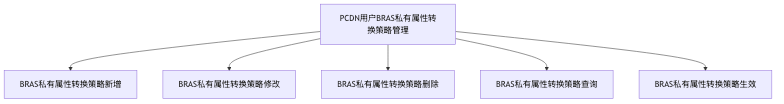 PCDN用户BRAS私有属性转
换策略管理
BRAS私有属性转换策略新增
BRAS私有属性转换策略修改
BRAS私有属性转换策略删除
BRAS私有属性转换策略查询
BRAS私有属性转换策略生效